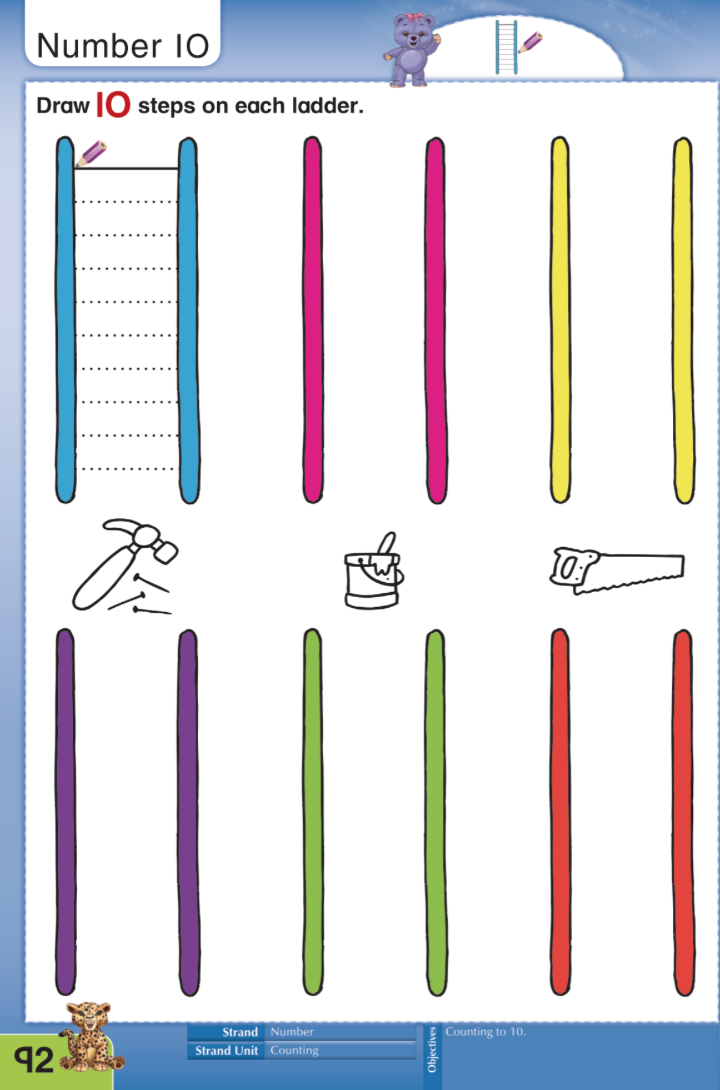 Number 10
Draw 10 steps on each ladder.
Strand Number
Strand Unit Counting
Objectives
Counting to 10.
92